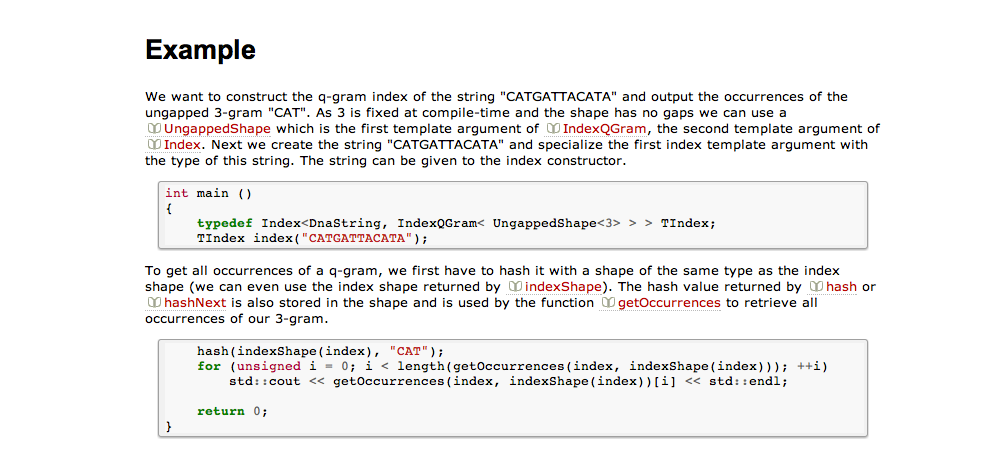 Example
We want to construct the q-gram index of the string "CATGATTACATA" and output the occurrences of the
ungapped 3-gram "CAT". As 3 is fixed at compile-time and the shape has no gaps we can use a
UngappedShape which is the first template argument of IndexQGram, the second template argument of
Index. Next we create the string "CATGATTACATA" and specialize the first index template argument with
the type of this string. The string can be given to the index constructor.
int main ()
{
    typedef Index<DnaString, IndexQGram< UngappedShape<3> > > TIndex;
    TIndex index("CATGATTACATA");
To get all occurrences of a q-gram, we first have to hash it with a shape of the same type as the index
shape (we can even use the index shape returned by indexShape). The hash value returned by hash or
hashNext is also stored in the shape and is used by the function getOccurrences to retrieve all
occurrences of our 3-gram.
    hash(indexShape(index), "CAT");
    for (unsigned i = 0; i < length(getOccurrences(index, indexShape(index))); ++i)
        std::cout << getOccurrences(index, indexShape(index))[i] << std::endl;
    return 0;
}